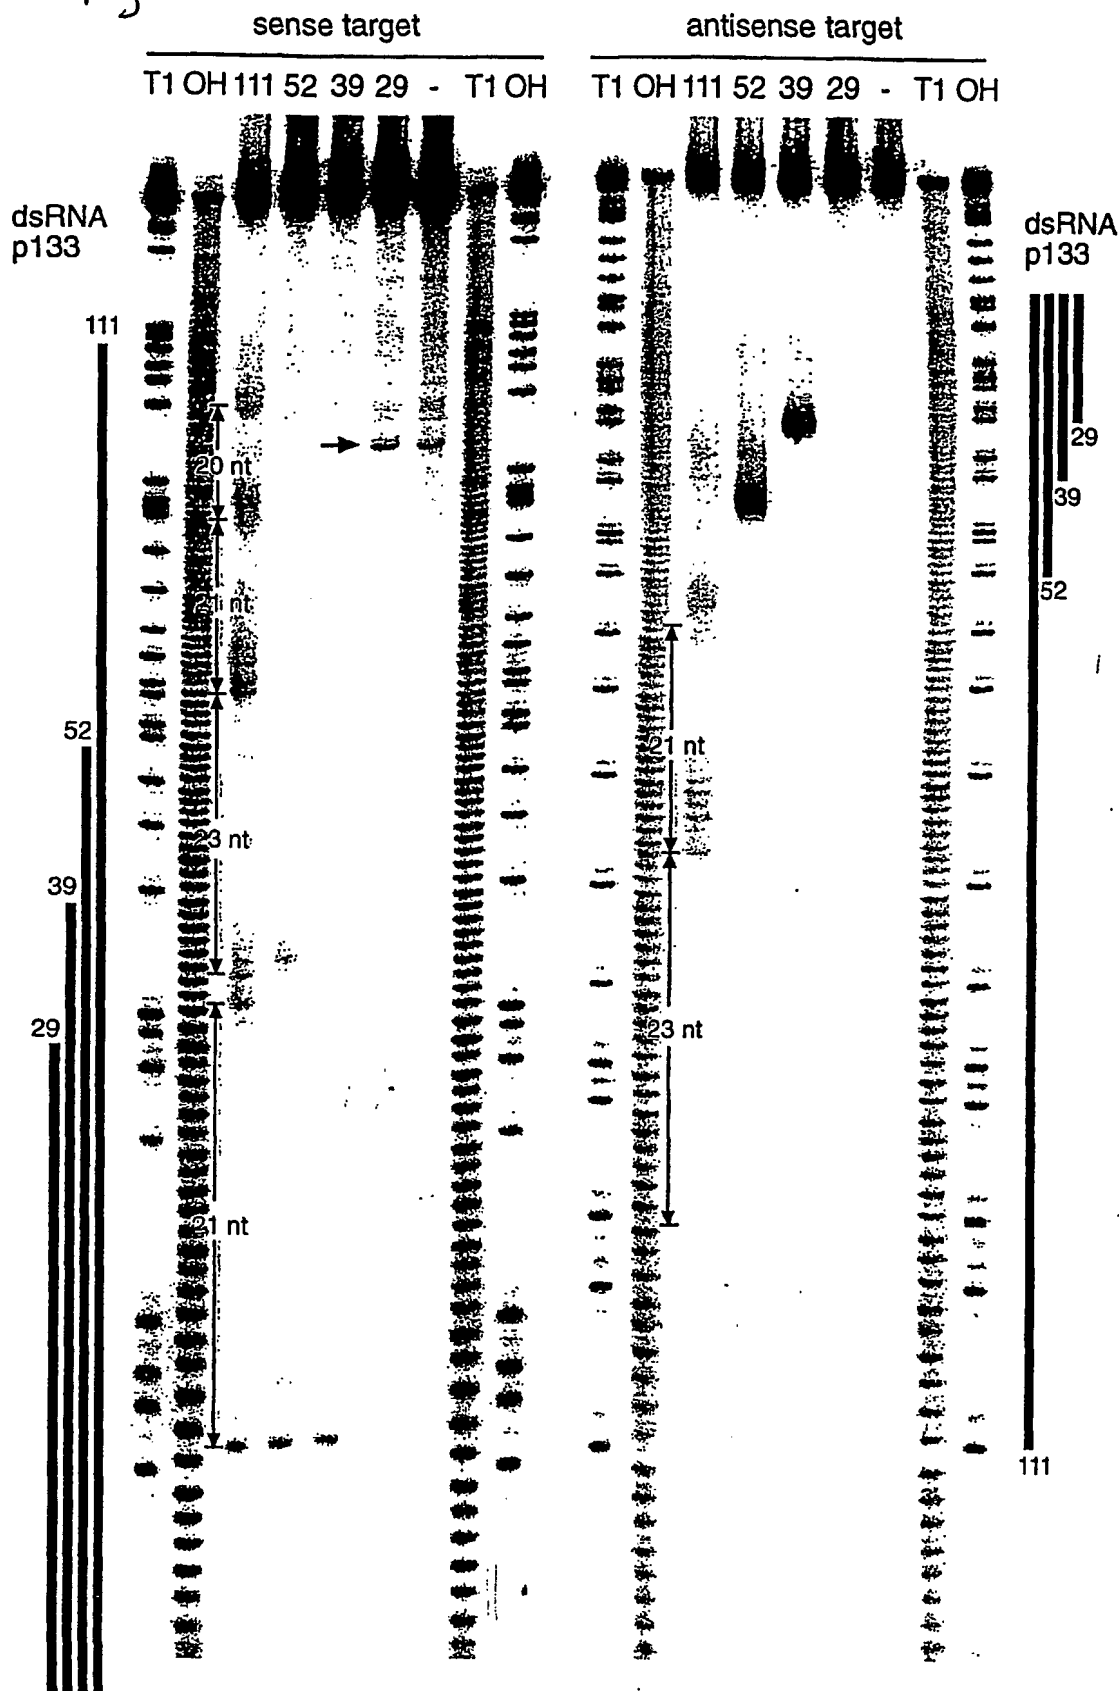 sense target
antisense target
T1 OH 111 52 39 29 - T1 OH
T1 OH 111 52 39 29 - T1 OH
dsRNA
p133
dsRNA
p133
111
20 nt
29
39
52
nt
52
21 nt
23 nt
39
29
23 nt
21 nt
111